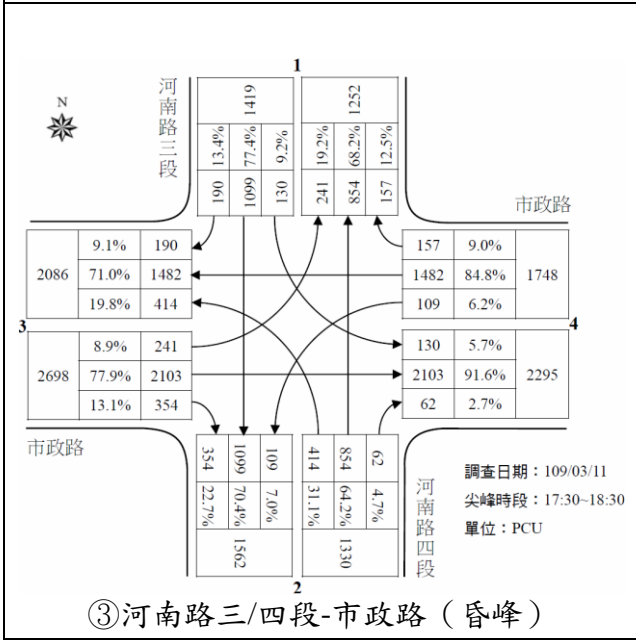 1
N
河南路三段
1419
13.4% 77.4% 9.2%
190 1099 130
1252
19.2% 68.2% 12.5%
241 854 157
市政路
2086
9.1% 190
71.0% 1482
19.8% 414
157 9.0%
1482 84.8%
109 6.2%
1748
3
4
2698
8.9% 241
77.9% 2103
13.1% 354
130 5.7%
2103 91.6%
62 2.7%
2295
市政路
354 1099 109
22.7% 70.4% 7.0%
1562
414 854 62
31.1% 64.2% 4.7%
1330
河南路四段
調查日期：109/03/11
尖峰時段：17:30~18:30
單位：PCU
2
③河南路三/四段-市政路（昏峰）